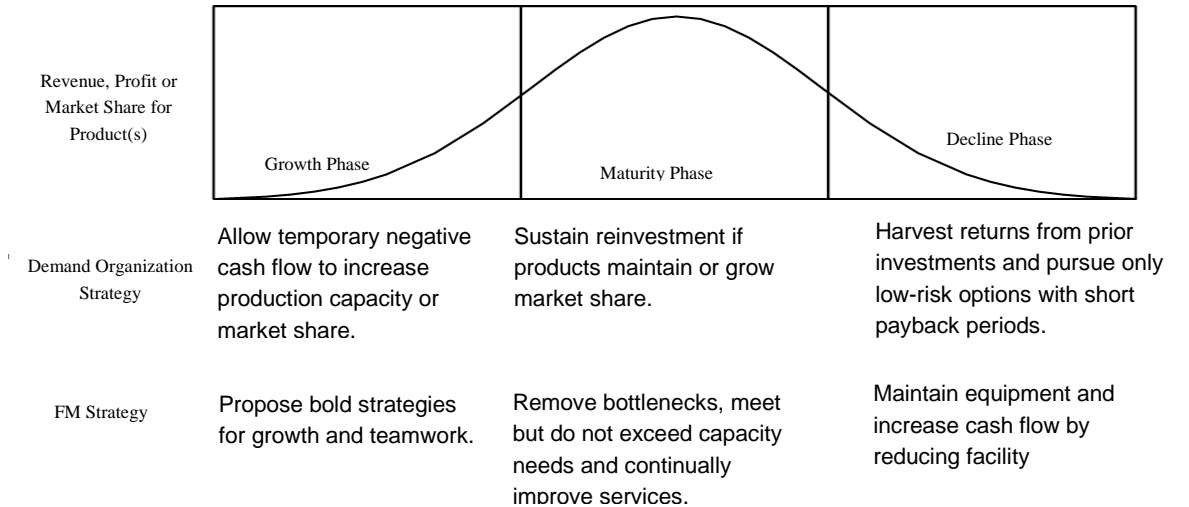 Revenue, Profit or
Market Share for
Product(s)
Growth Phase
Maturity Phase
Decline Phase
Demand Organization
Strategy
Allow temporary negative
cash flow to increase
production capacity or
market share.
Sustain reinvestment if
products maintain or grow
market share.
Harvest returns from prior
investments and pursue only
low-risk options with short
payback periods.
FM Strategy
Propose bold strategies
for growth and teamwork.
Remove bottlenecks, meet
but do not exceed capacity
needs and continually
improve services.
Maintain equipment and
increase cash flow by
reducing facility